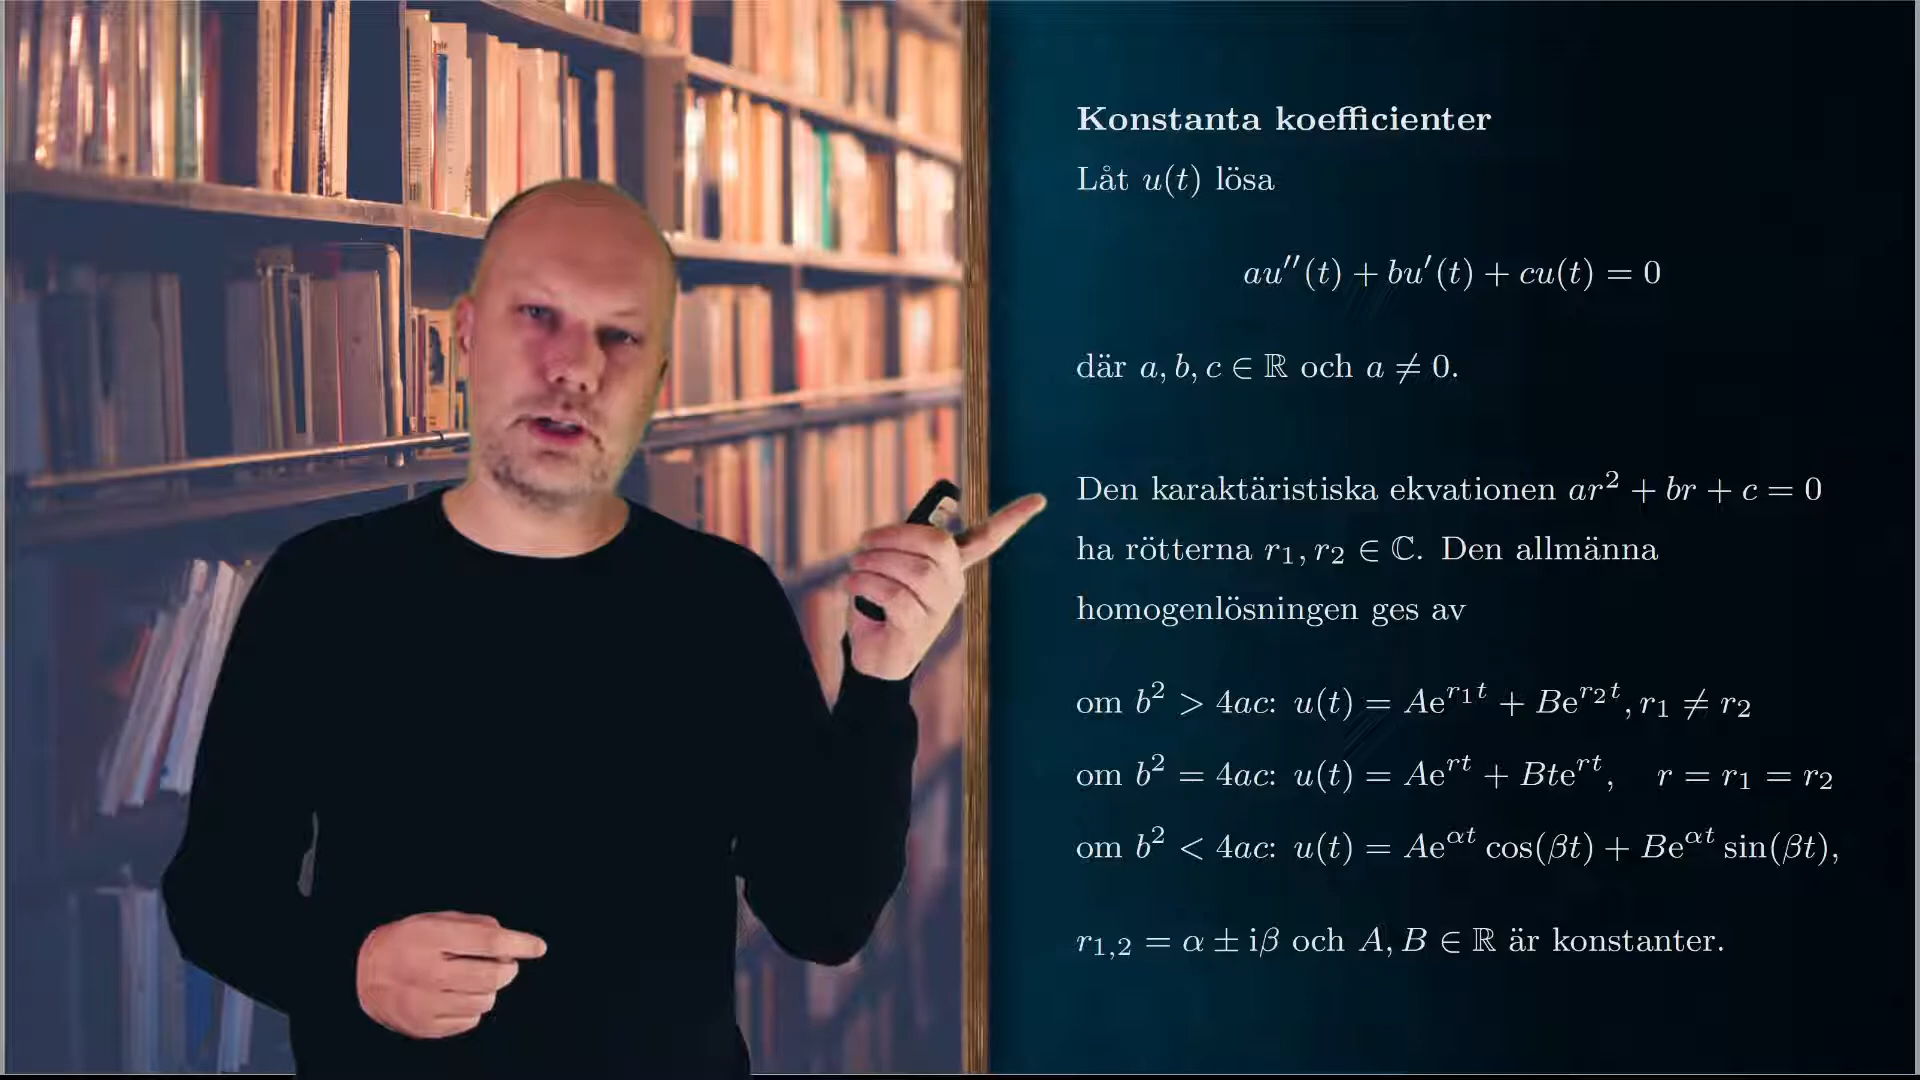 Konstanta koefficienter
Låt u(t) lösa
au′′(t) + bu′(t) + cu(t) = 0
där a, b, c ∈ ℝ och a ≠ 0.
Den karaktäristiska ekvationen ar² + br + c = 0
ha rötterna r₁, r₂ ∈ ℂ. Den allmänna
homogenlösningen ges av
om b² > 4ac: u(t) = Ae^{r₁t} + Be^{r₂t}, r₁ ≠ r₂
om b² = 4ac: u(t) = Ae^{rt} + Bte^{rt}, r = r₁ = r₂
om b² < 4ac: u(t) = Ae^{αt} cos(βt) + Be^{αt} sin(βt),
r₁,₂ = α ± iβ och A, B ∈ ℝ är konstanter.